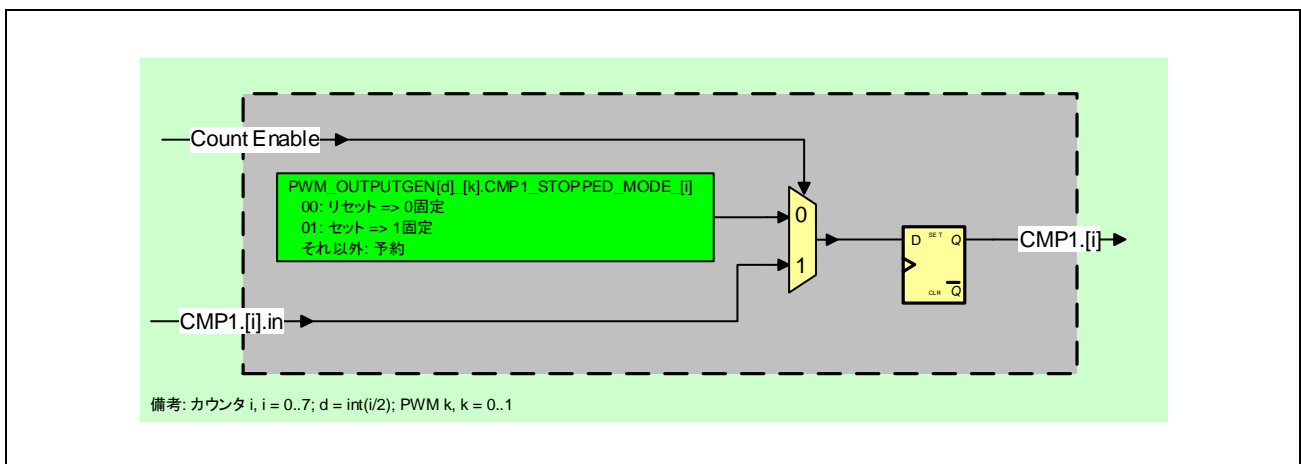 Count Enable
PWM_OUTPUTGEN[d]_[k].CMP1_STOPPED_MODE_[i]
00: リセット => 0固定
01: セット => 1固定
それ以外: 予約
0
1
D SET Q
CLR Q
CMP1.[i]
CMP1.[i].in
備考: カウンタ i, i = 0..7; d = int(i/2); PWM k, k = 0..1